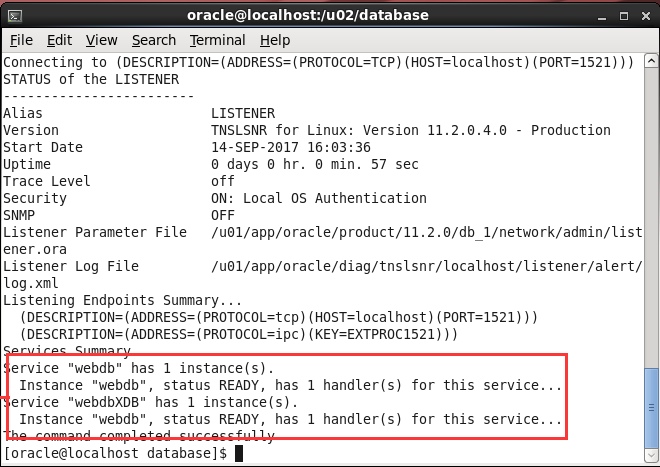 oracle@localhost:/u02/database
File Edit View Search Terminal Help
Connecting to (DESCRIPTION=(ADDRESS=(PROTOCOL=TCP)(HOST=localhost)(PORT=1521)))
STATUS of the LISTENER
------------------------
Alias                     LISTENER
Version                   TNSLSNR for Linux: Version 11.2.0.4.0 - Production
Start Date                14-SEP-2017 16:03:36
Uptime                    0 days 0 hr. 0 min. 57 sec
Trace Level               off
Security                  ON: Local OS Authentication
SNMP                      OFF
Listener Parameter File   /u01/app/oracle/product/11.2.0/db_1/network/admin/list
ener.ora
Listener Log File         /u01/app/oracle/diag/tnslsnr/localhost/listener/alert/
log.xml
Listening Endpoints Summary...
  (DESCRIPTION=(ADDRESS=(PROTOCOL=tcp)(HOST=localhost)(PORT=1521)))
  (DESCRIPTION=(ADDRESS=(PROTOCOL=ipc)(KEY=EXTPROC1521)))
Services Summary...
Service "webdb" has 1 instance(s).
  Instance "webdb", status READY, has 1 handler(s) for this service...
Service "webdbXDB" has 1 instance(s).
  Instance "webdb", status READY, has 1 handler(s) for this service...
The command completed successfully
[oracle@localhost database]$